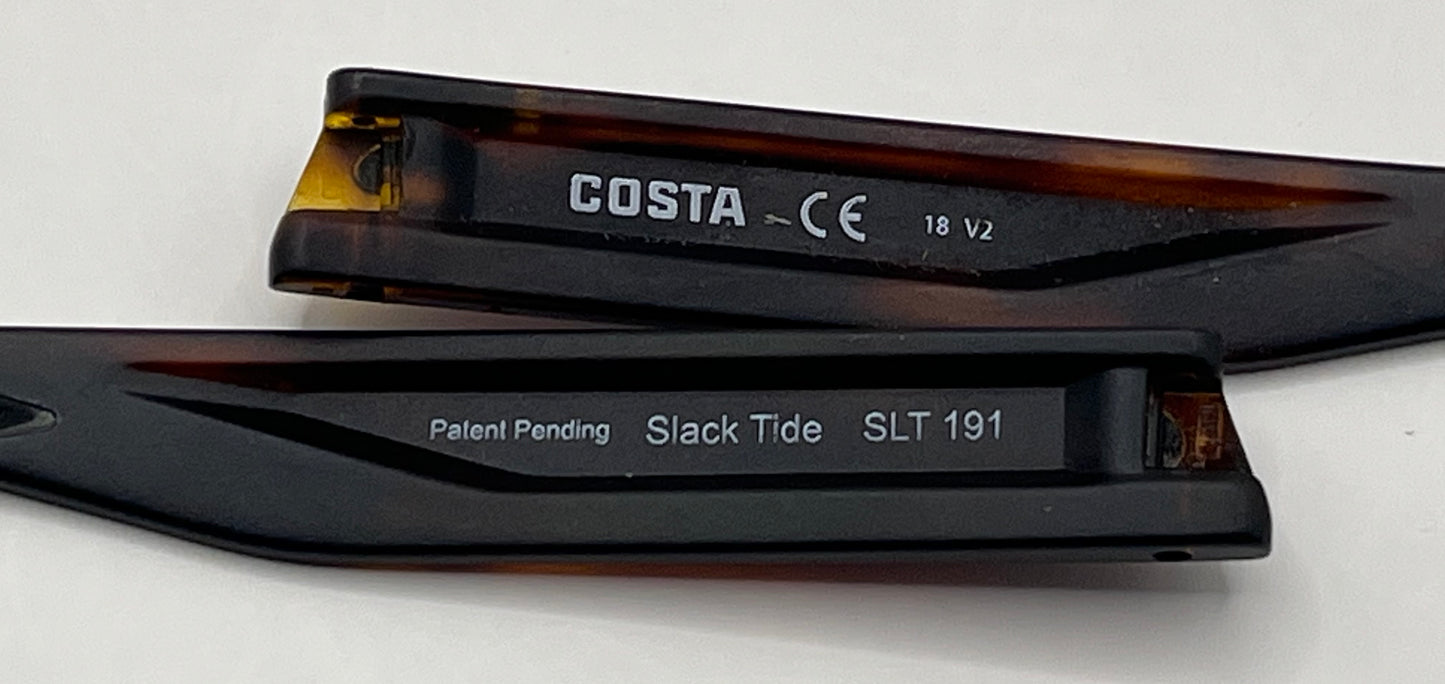 COSTA CE 18 V2
Patent Pending Slack Tide SLT 191